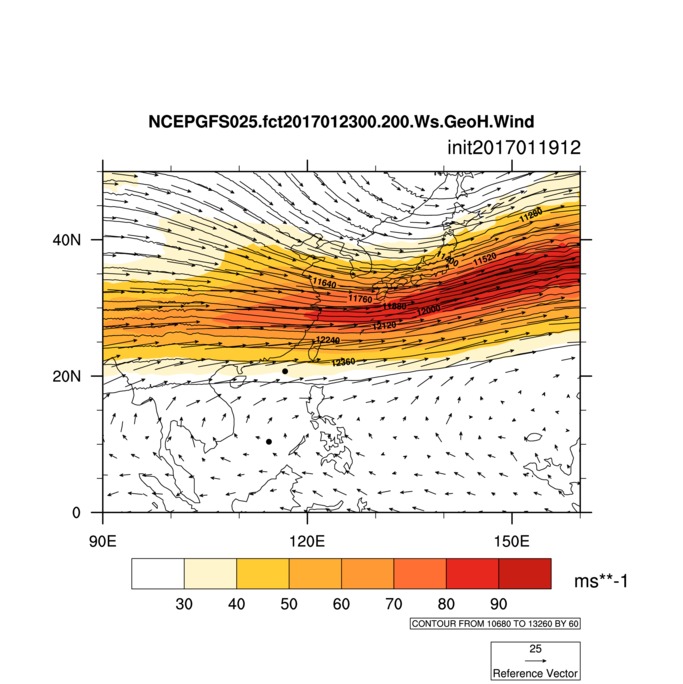 NCEPGFS025.fct2017012300.200.Ws.GeoH.Wind
init2017011912
40N
20N
0
11280
11400
11520
11640
11760
11880
12000
12120
12240
12360
90E 120E 150E
ms**-1
30 40 50 60 70 80 90
CONTOUR FROM 10680 TO 13260 BY 60
25
Reference Vector